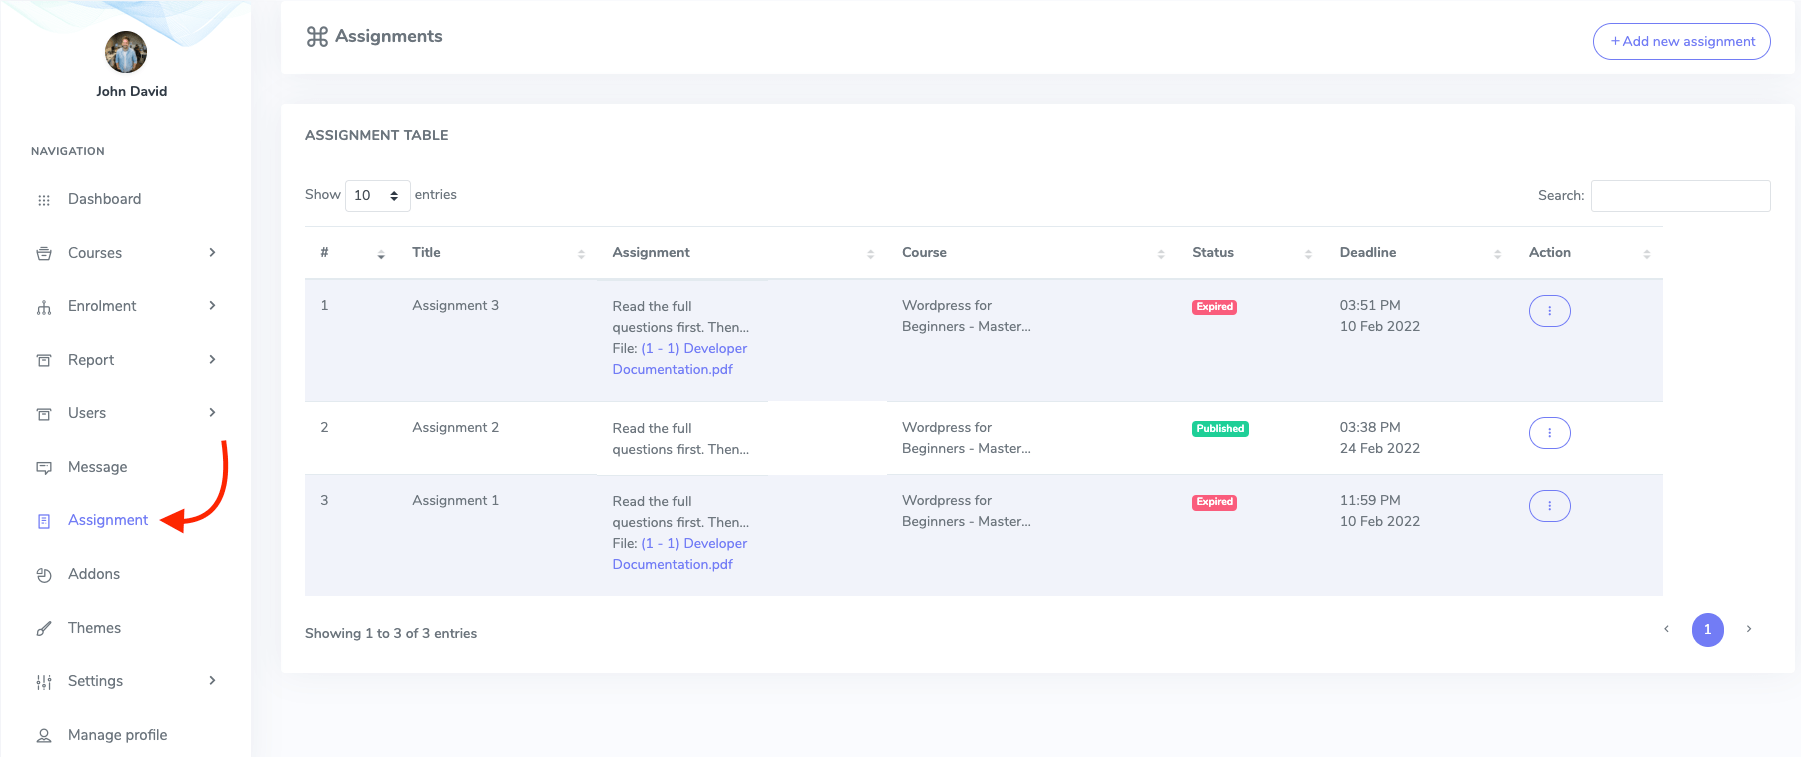 John David
NAVIGATION
Dashboard
Courses
Enrolment
Report
Users
Message
Assignment
Addons
Themes
Settings
Manage profile
Assignments
+ Add new assignment
ASSIGNMENT TABLE
Show 10 entries
Search:
# Title Assignment Course Status Deadline Action
1 Assignment 3 Read the full Wordpress for Expired 03:51 PM
questions first. Then... Beginners - Master... 10 Feb 2022
File: (1 - 1) Developer
Documentation.pdf
2 Assignment 2 Read the full Wordpress for Published 03:38 PM
questions first. Then... Beginners - Master... 24 Feb 2022
3 Assignment 1 Read the full Wordpress for Expired 11:59 PM
questions first. Then... Beginners - Master... 10 Feb 2022
File: (1 - 1) Developer
Documentation.pdf
Showing 1 to 3 of 3 entries
1